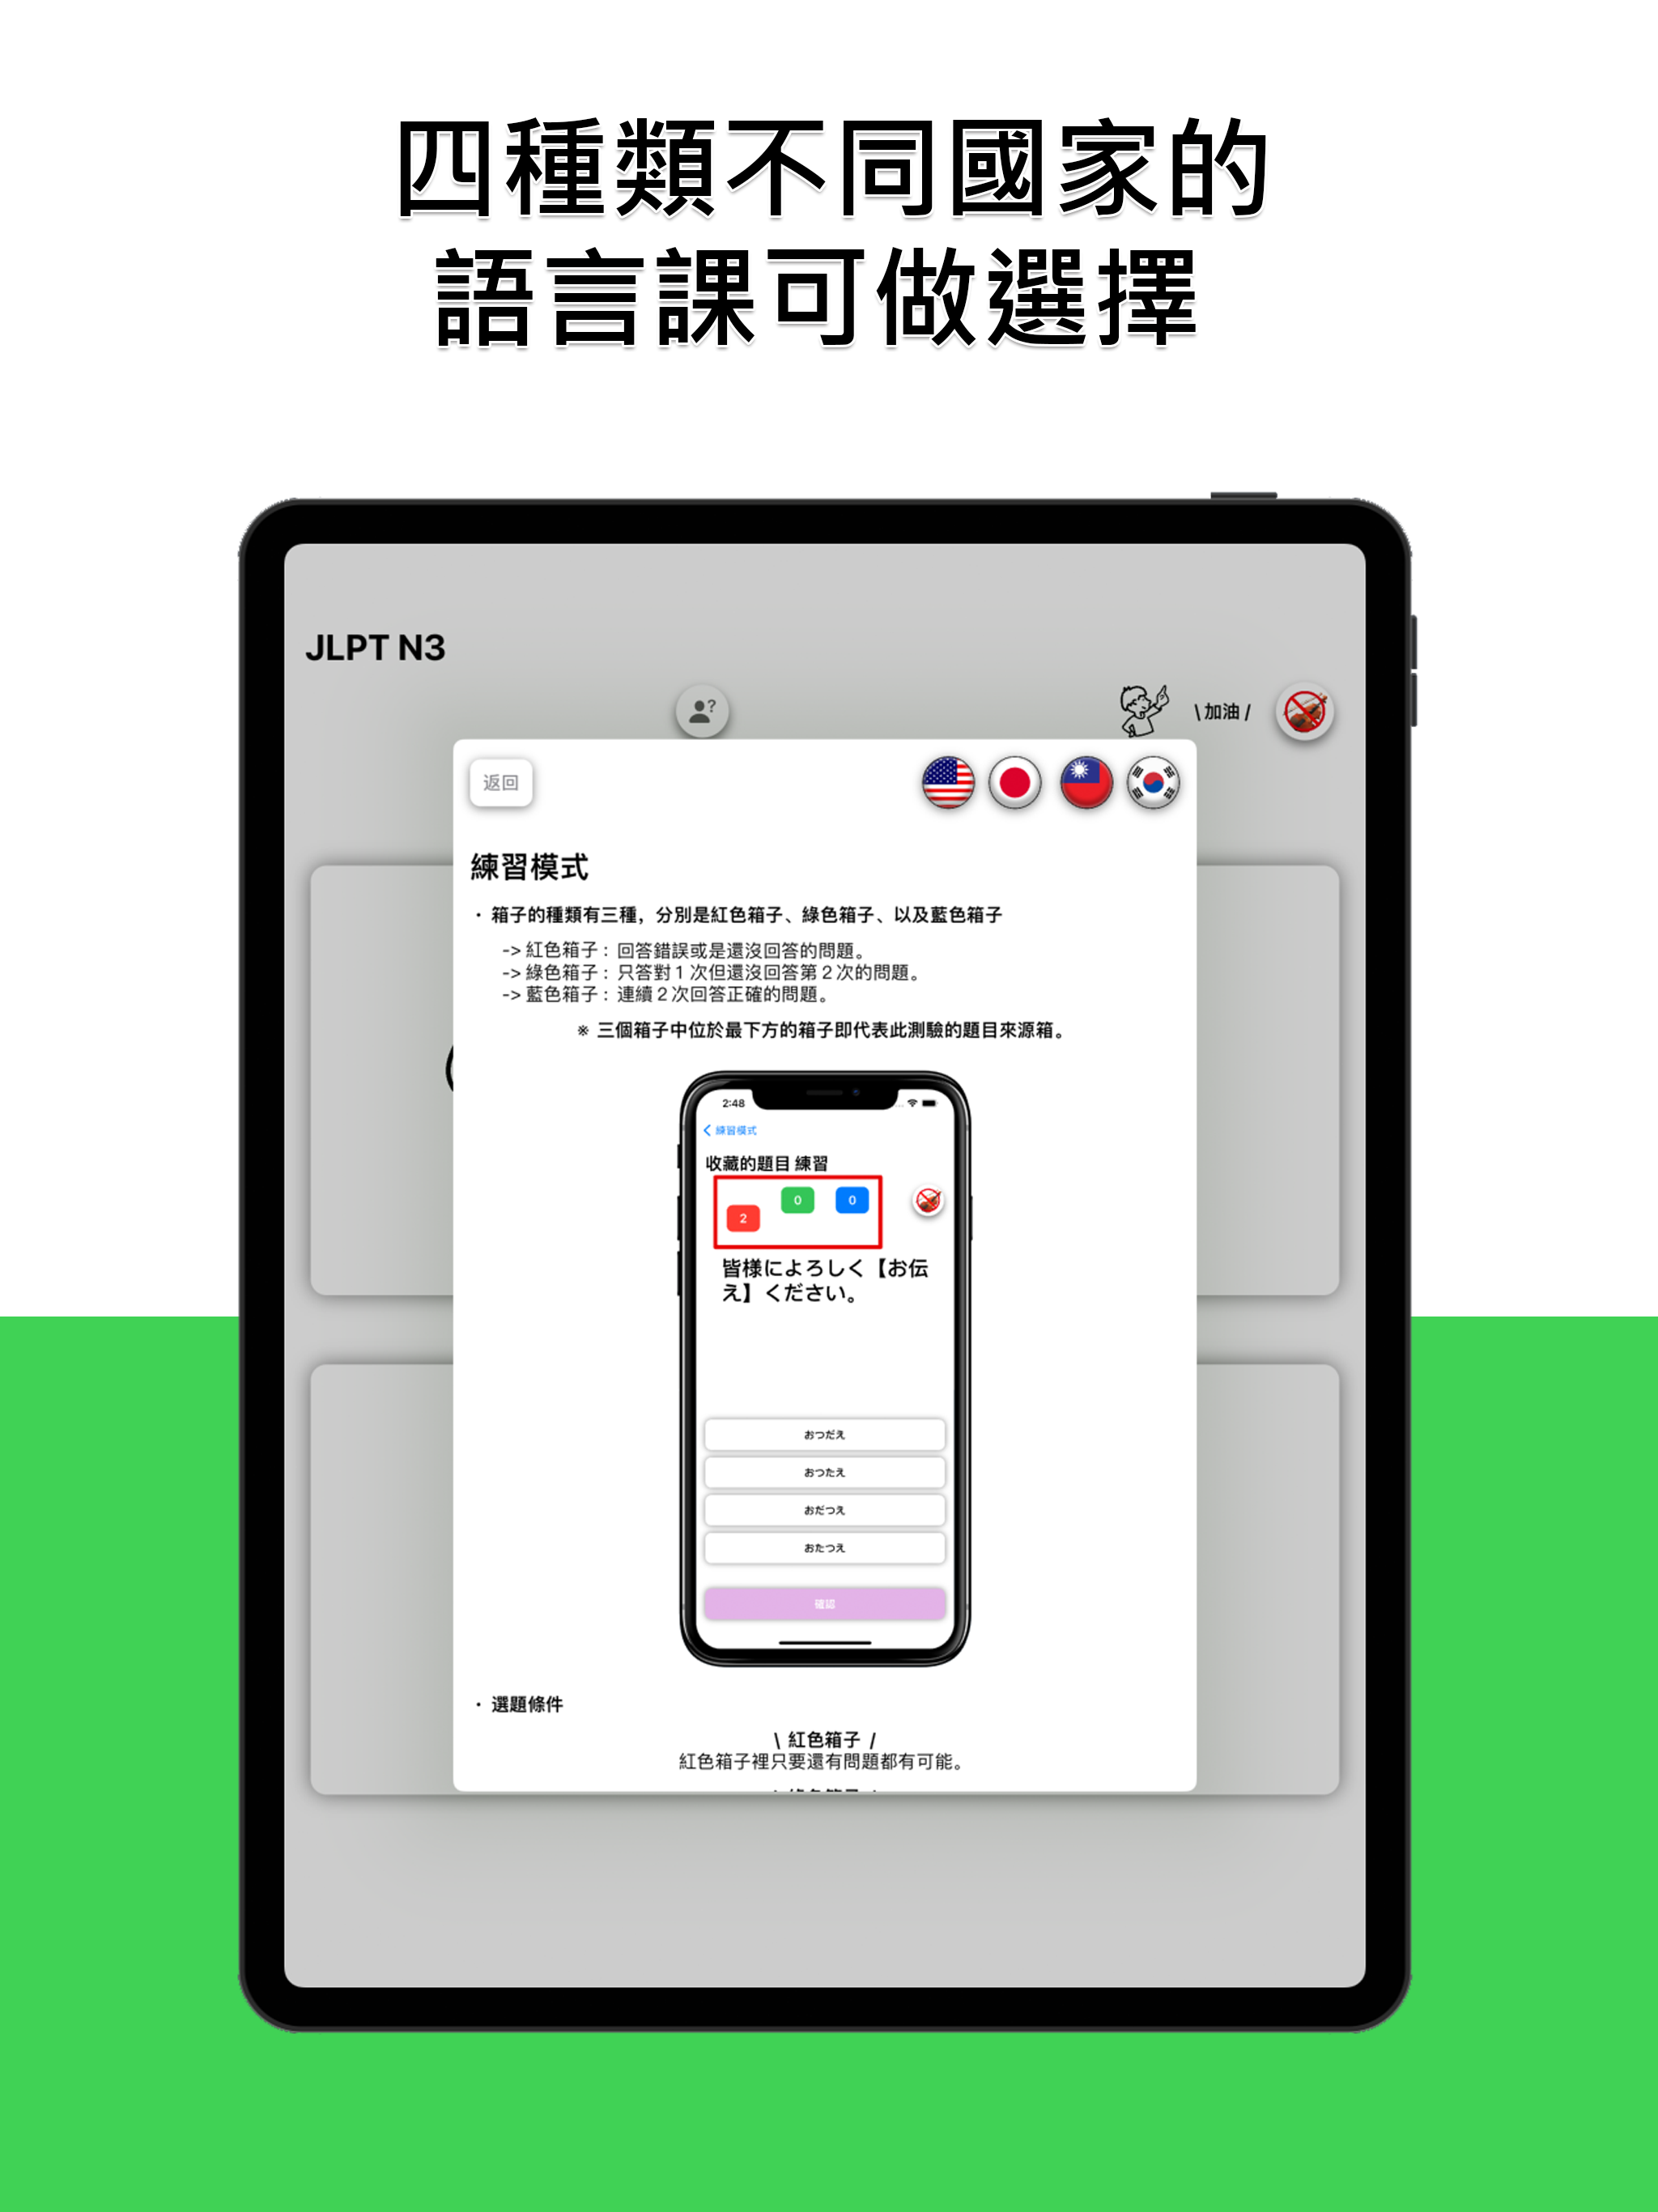 四種類不同國家的
語言課可做選擇
JLPT N3
?
\ 加油 /
返回
練習模式
・ 箱子的種類有三種，分別是紅色箱子、綠色箱子、以及藍色箱子
-> 紅色箱子： 回答錯誤或是還沒回答的問題。
-> 綠色箱子： 只答對 1 次但還沒回答第 2 次的問題。
-> 藍色箱子： 連續 2 次回答正確的問題。
※ 三個箱子中位於最下方的箱子即代表此測驗的題目來源箱。
2:48
練習模式
收藏的題目 練習
0 0
2
皆様によろしく【お伝
え】ください。
おつだえ
おつたえ
おだつえ
おたつえ
確認
・ 選題條件
\ 紅色箱子 /
紅色箱子裡只要還有問題都有可能。